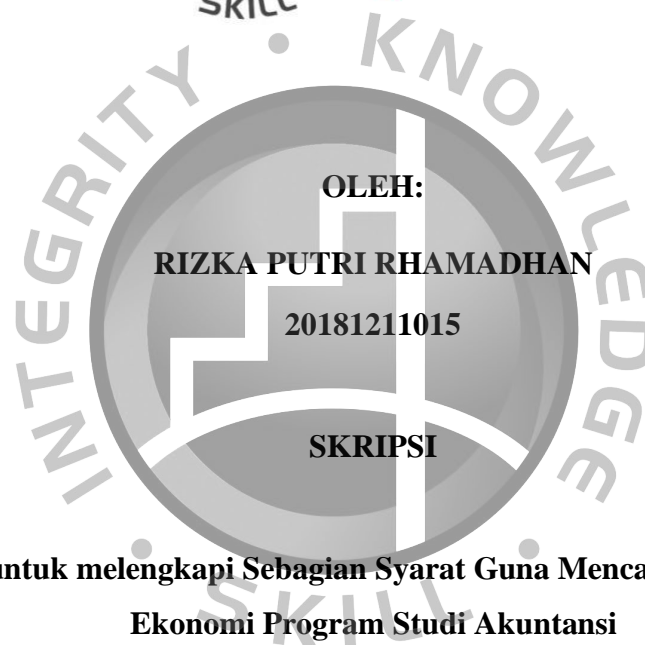 SKILL
INTEGRITY • KNOWLEDGE • SKILL •
OLEH:
RIZKA PUTRI RHAMADHAN
20181211015
SKRIPSI
untuk melengkapi Sebagian Syarat Guna
Ekonomi Program Studi Akuntansi